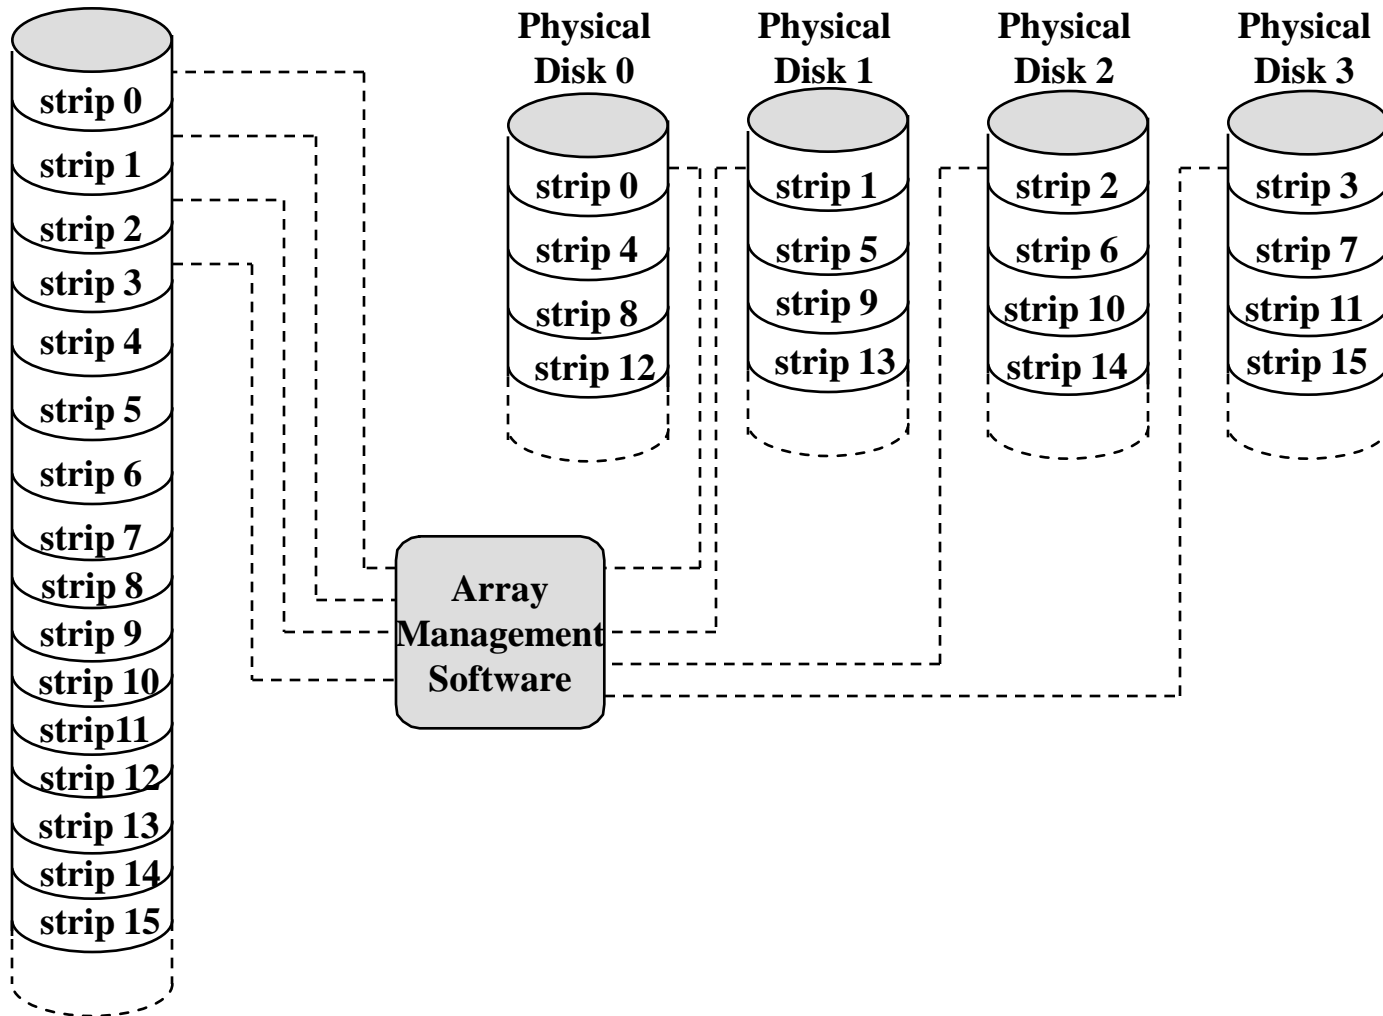 strip 0
strip 1
strip 2
strip 3
strip 4
strip 5
strip 6
strip 7
strip 8
strip 9
strip 10
strip11
strip 12
strip 13
strip 14
strip 15
Physical
Disk 0
strip 0
strip 4
strip 8
strip 12
Physical
Disk 1
strip 1
strip 5
strip 9
strip 13
Physical
Disk 2
strip 2
strip 6
strip 10
strip 14
Physical
Disk 3
strip 3
strip 7
strip 11
strip 15
Array
Management
Software